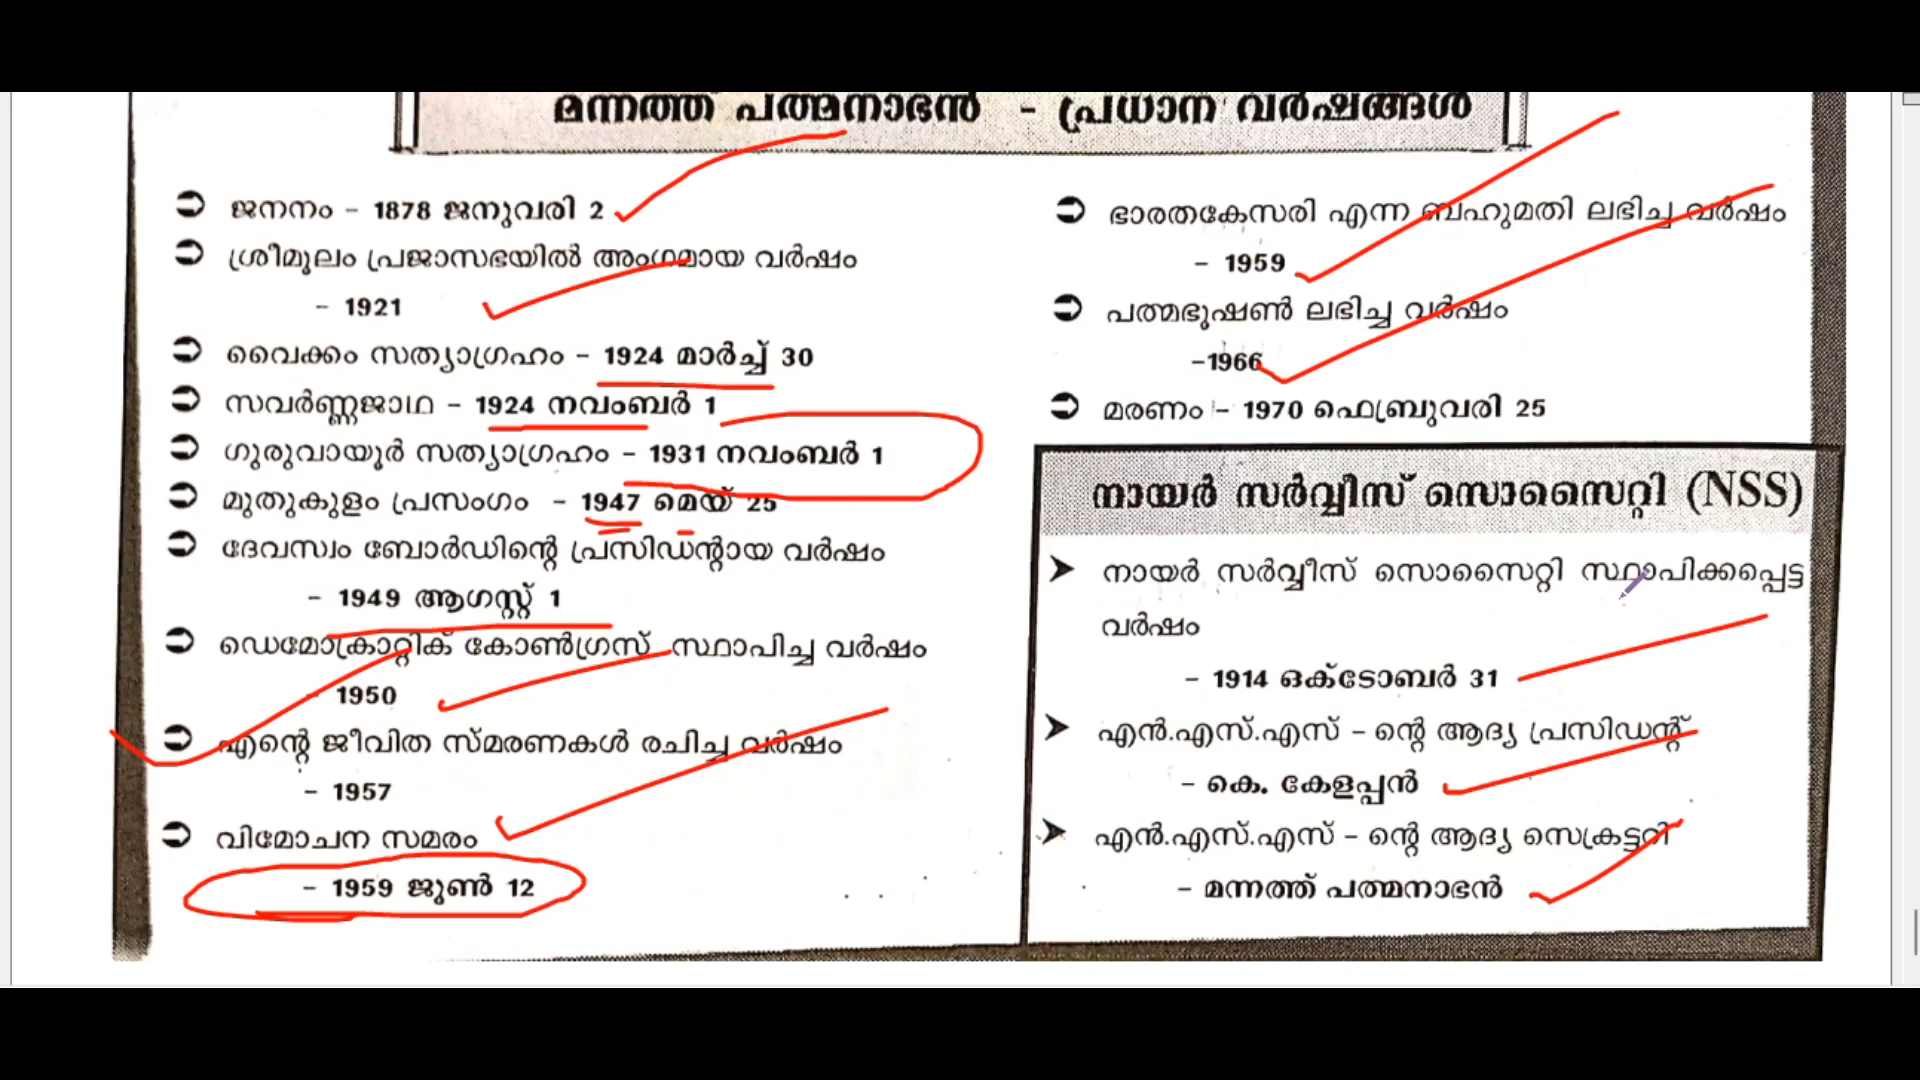 മന്നത്ത് പത്മനാഭൻ - പ്രധാന വർഷങ്ങൾ
ജനനം - 1878 ജനുവരി 2
ശ്രീമൂലം പ്രജാസഭയിൽ അംഗമായ വർഷം
- 1921
വൈക്കം സത്യാഗ്രഹം - 1924 മാർച്ച് 30
സവർണ്ണജാഥ - 1924 നവംബർ 1
ഗുരുവായൂർ സത്യാഗ്രഹം - 1931 നവംബർ 1
മുതുകുളം പ്രസംഗം - 1947 മെയ് 25
ദേവസ്വം ബോർഡിന്റെ പ്രസിഡന്റായ വർഷം
- 1949 ആഗസ്റ്റ് 1
ഡെമോക്രാറ്റിക് കോൺഗ്രസ് സ്ഥാപിച്ച വർഷം
- 1950
എന്റെ ജീവിത സ്മരണകൾ രചിച്ച വർഷം
- 1957
വിമോചന സമരം
- 1959 ജൂൺ 12
ഭാരതകേസരി എന്ന ബഹുമതി ലഭിച്ച വർഷം
- 1959
പത്മഭൂഷൺ ലഭിച്ച വർഷം
-1966
മരണം - 1970 ഫെബ്രുവരി 25
നായർ സർവ്വീസ് സൊസൈറ്റി (NSS)
നായർ സർവ്വീസ് സൊസൈറ്റി സ്ഥാപിക്കപ്പെട്ട
വർഷം
- 1914 ഒക്ടോബർ 31
എൻ.എസ്.എസ് - ന്റെ ആദ്യ പ്രസിഡന്റ്
- കെ. കേളപ്പൻ
എൻ.എസ്.എസ് - ന്റെ ആദ്യ സെക്രട്ടറി
- മന്നത്ത് പത്മനാഭൻ